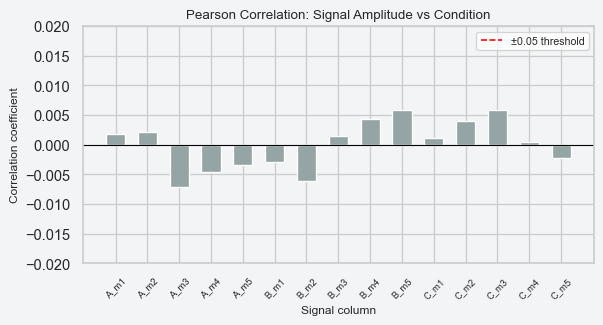 Pearson Correlation: Signal Amplitude vs Condition
±0.05 threshold
Correlation coefficient
0.020
0.015
0.010
0.005
0.000
−0.005
−0.010
−0.015
−0.020
A_m1 A_m2 A_m3 A_m4 A_m5 B_m1 B_m2 B_m3 B_m4 B_m5 C_m1 C_m2 C_m3 C_m4 C_m5
Signal column